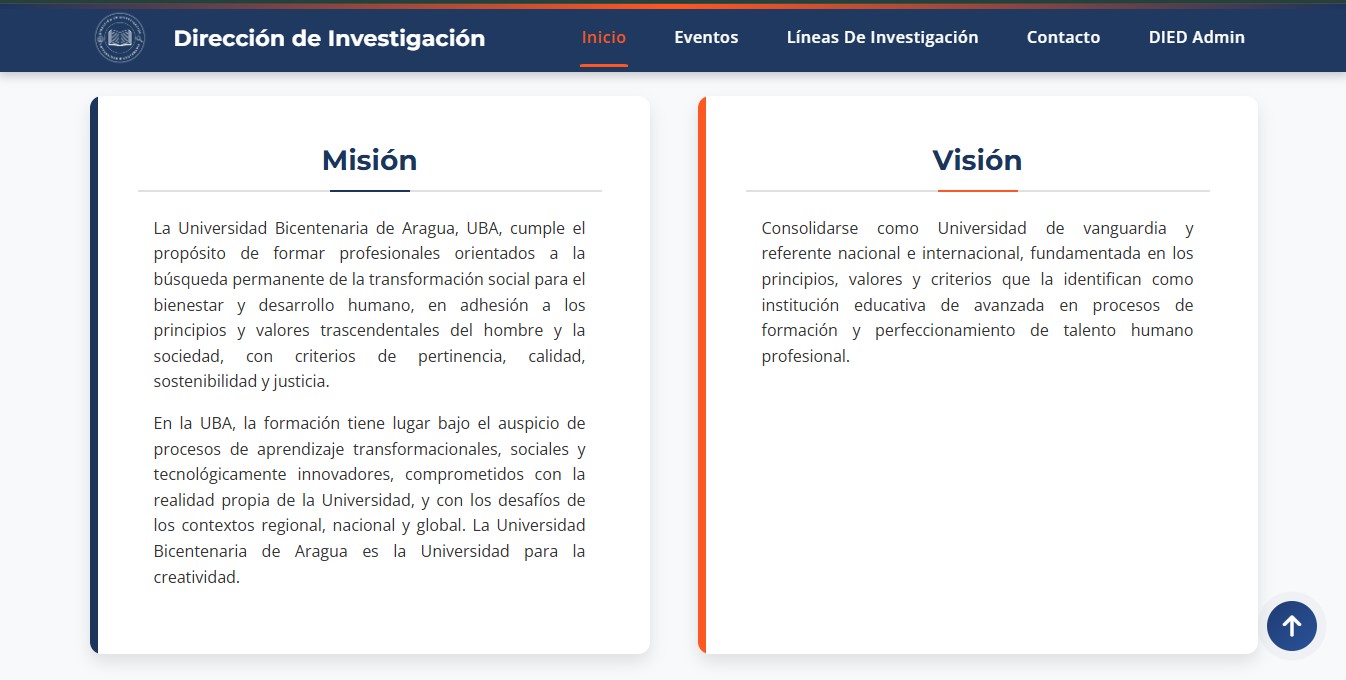 Dirección de Investigación
Inicio
Eventos
Líneas De Investigación
Contacto
DIED Admin
Misión
La Universidad Bicentenaria de Aragua, UBA, cumple el
propósito de formar profesionales orientados a la
búsqueda permanente de la transformación social para el
bienestar y desarrollo humano, en adhesión a los
principios y valores trascendentales del hombre y la
sociedad, con criterios de pertinencia, calidad,
sostenibilidad y justicia.
En la UBA, la formación tiene lugar bajo el auspicio de
procesos de aprendizaje transformacionales, sociales y
tecnológicamente innovadores, comprometidos con la
realidad propia de la Universidad, y con los desafíos de
los contextos regional, nacional y global. La Universidad
Bicentenaria de Aragua es la Universidad para la
creatividad.
Visión
Consolidarse como Universidad de vanguardia y
referente nacional e internacional, fundamentada en los
principios, valores y criterios que la identifican como
institución educativa de avanzada en procesos de
formación y perfeccionamiento de talento humano
profesional.